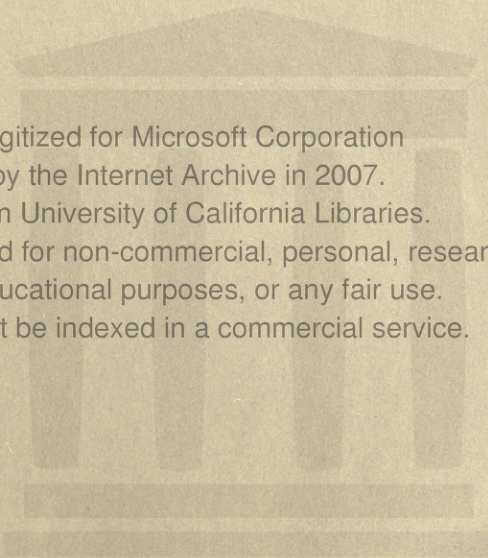 gitized for Microsoft Corporation
by the Internet Archive in 2007.
m University of California Libraries.
d for non-commercial, personal, resear
ucational purposes, or any fair use.
t be indexed in a commercial service.